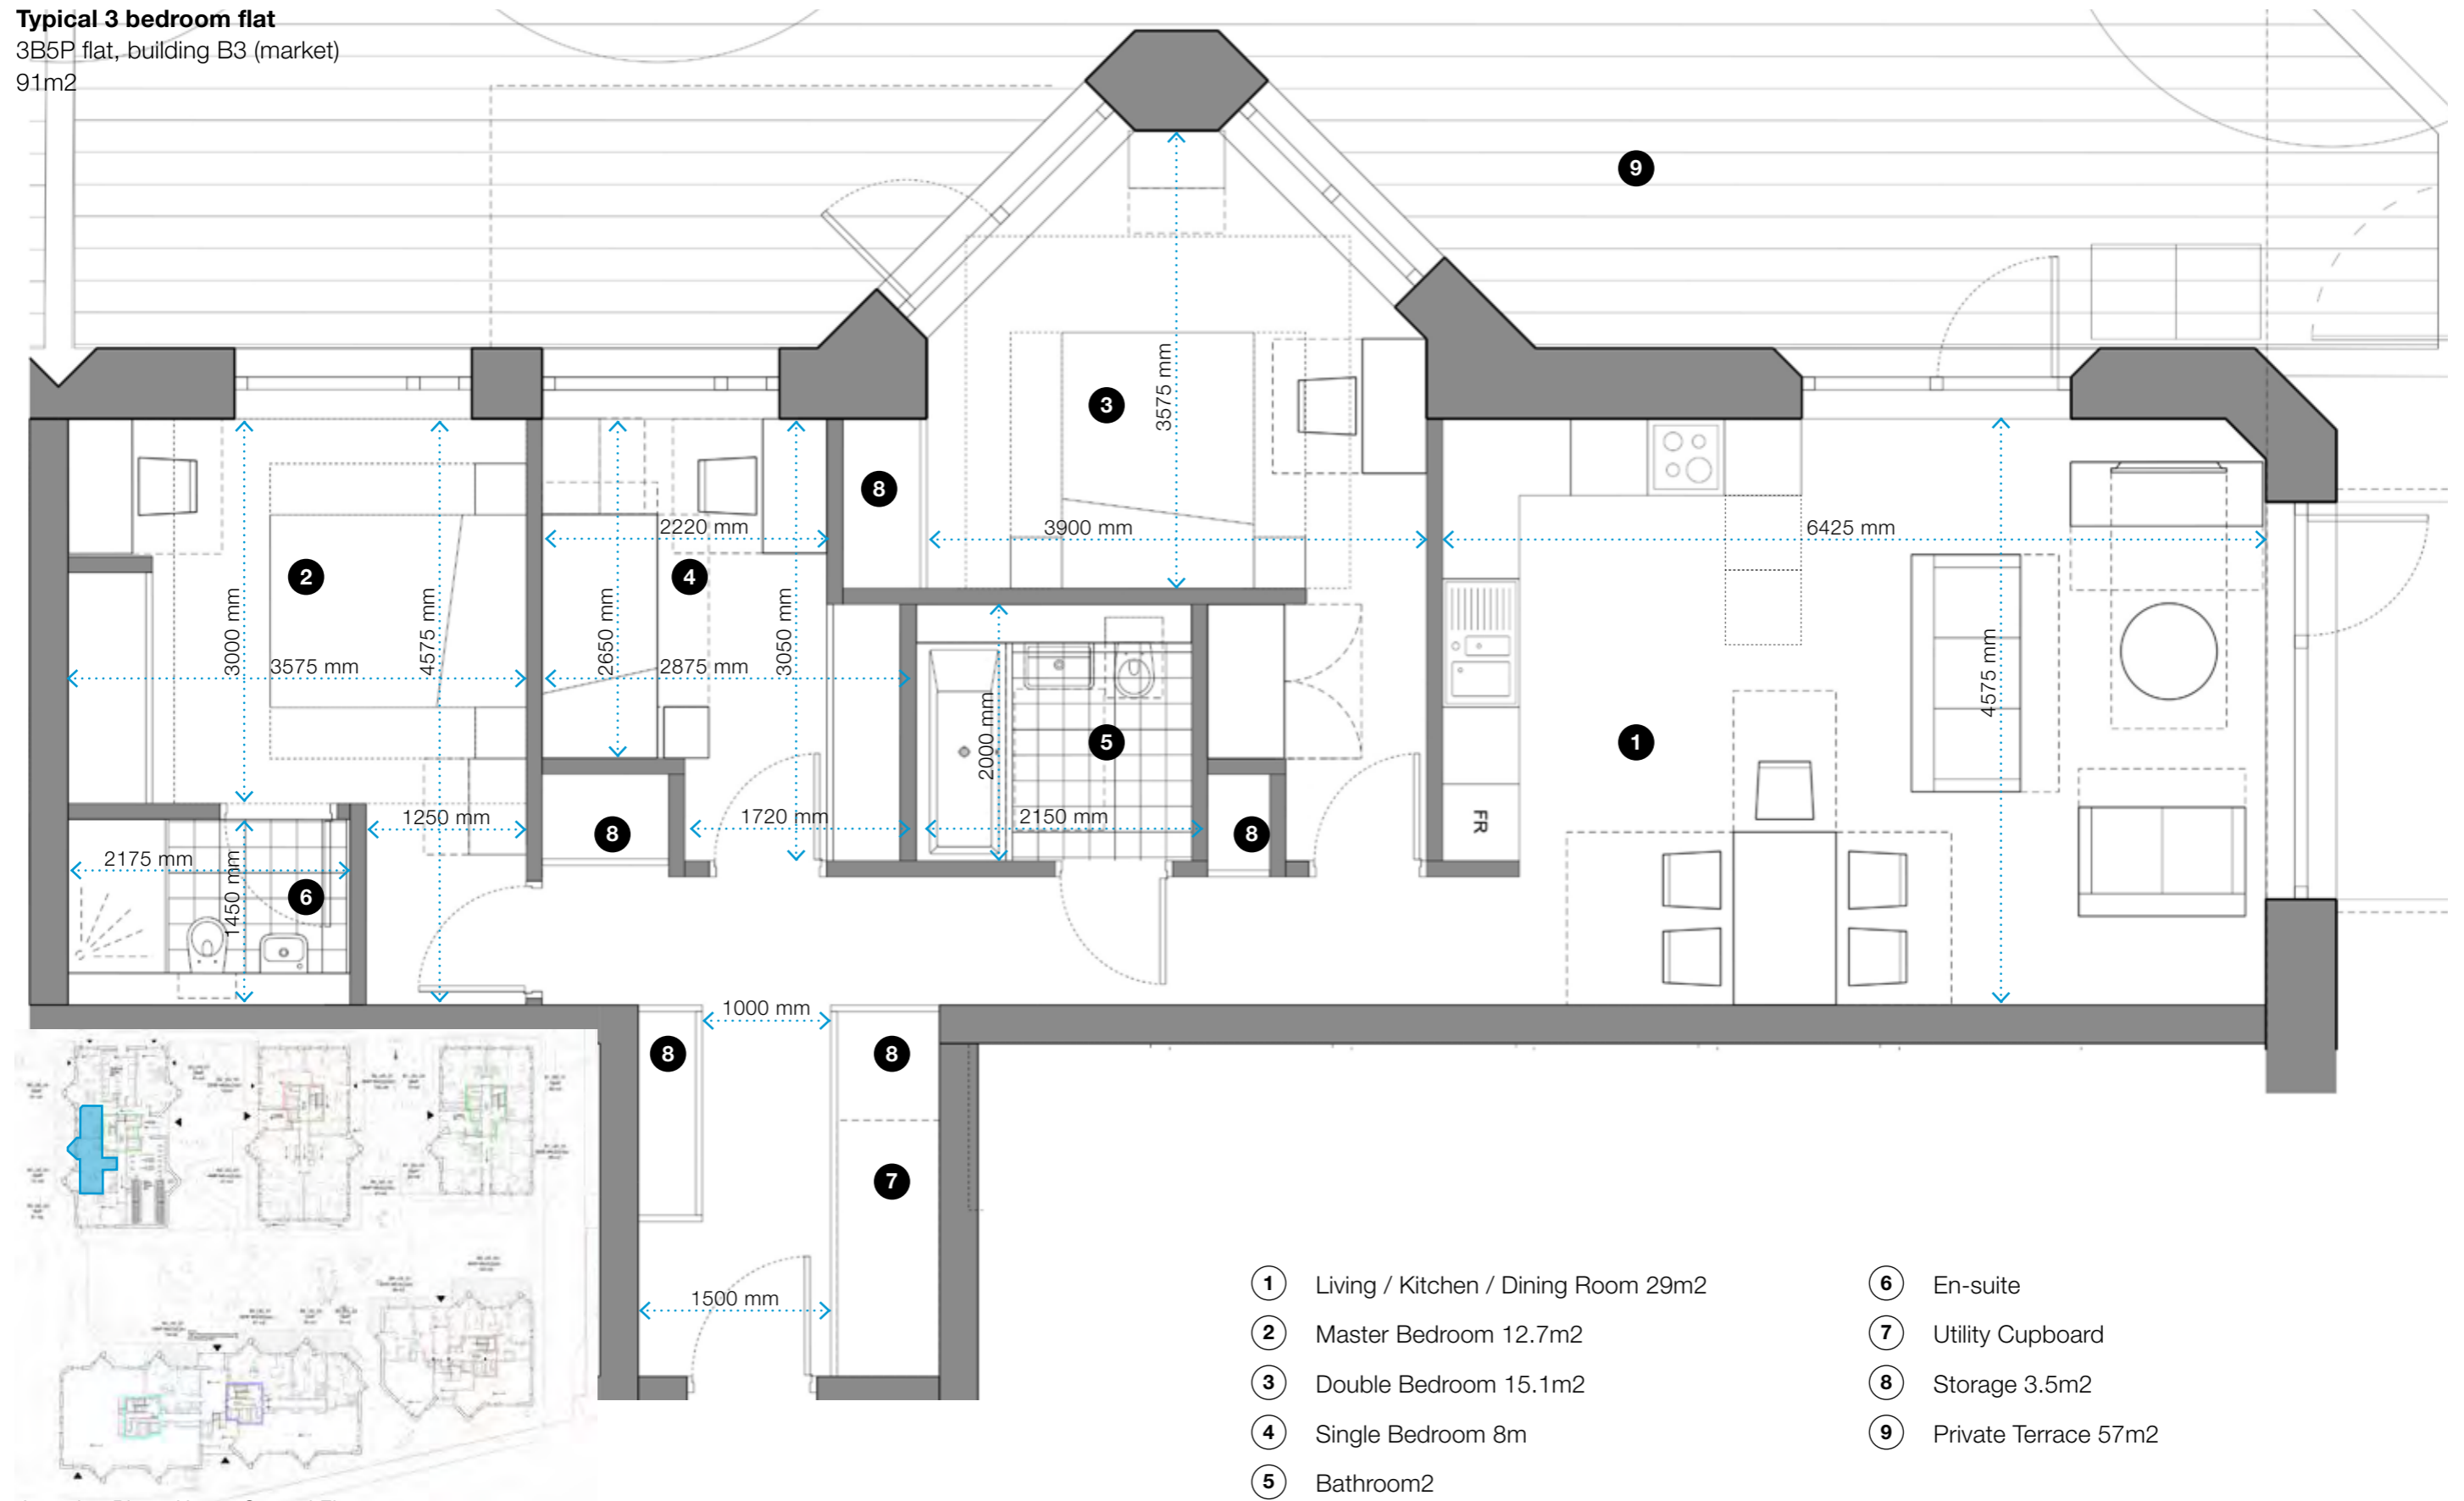 Typical 3 bedroom flat
3B5P flat, building B3 (market)
91m2
9
3575 mm
3
8
2220 mm
3900 mm
6425 mm
2
4
3000 mm
4575 mm
2650 mm
3050 mm
3575 mm
2875 mm
4575 mm
2000 mm
5
1
1250 mm
8
1720 mm
2150 mm
8
FR
2175 mm
1450 mm
6
1000 mm
8
8
7
1500 mm
1 Living / Kitchen / Dining Room 29m2
2 Master Bedroom 12.7m2
3 Double Bedroom 15.1m2
4 Single Bedroom 8m
5 Bathroom2
6 En-suite
7 Utility Cupboard
8 Storage 3.5m2
9 Private Terrace 57m2